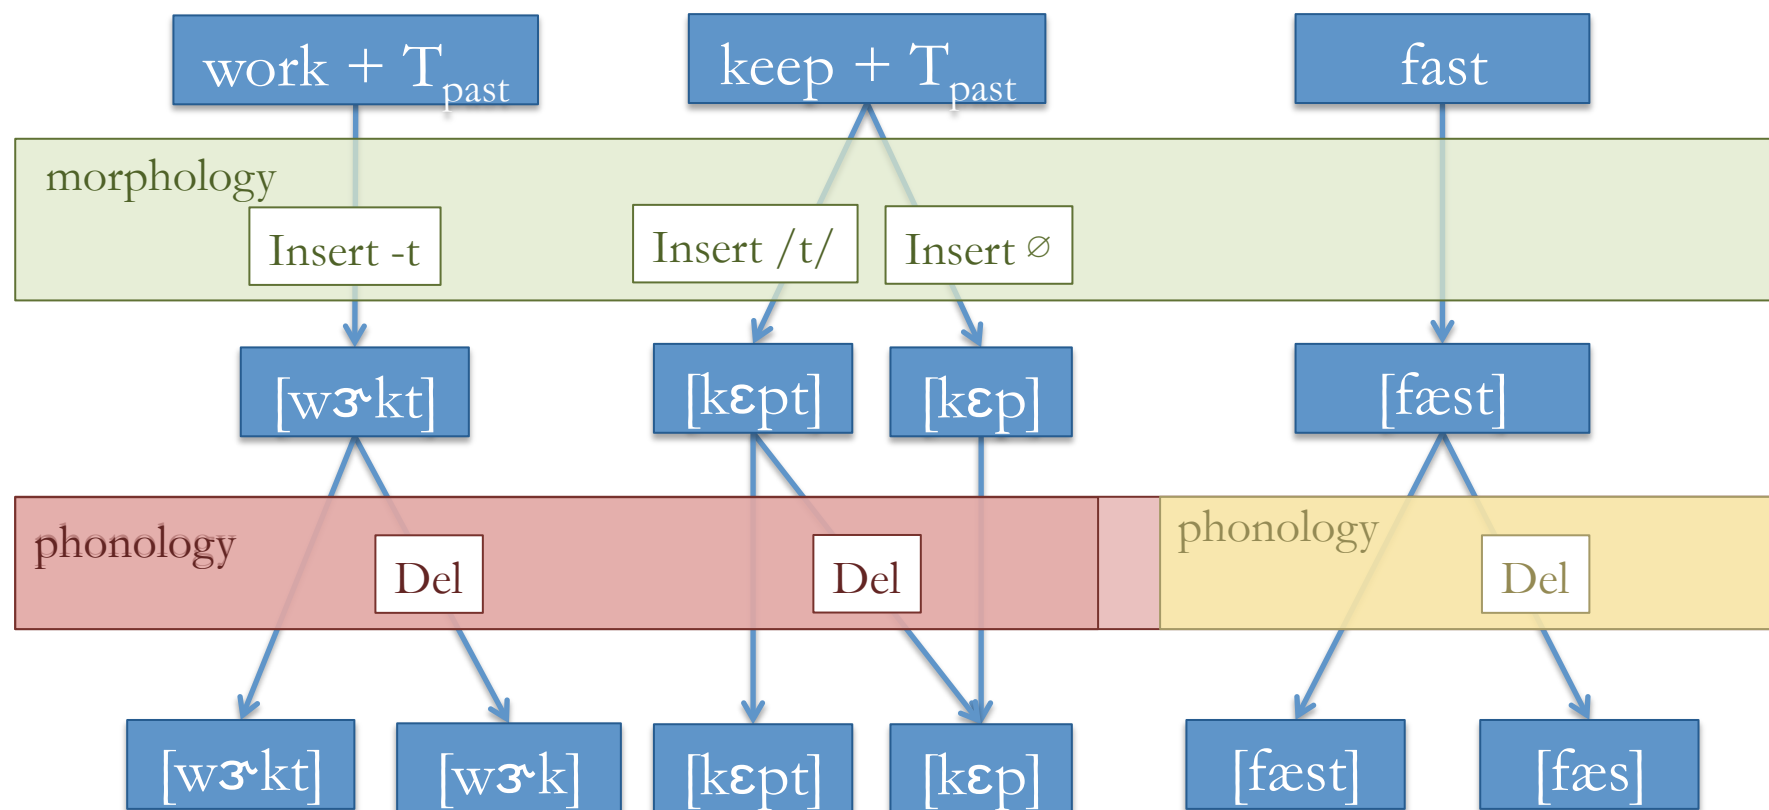 work + Tpast
keep + Tpast
fast
morphology
Insert -t
Insert /t/
Insert ∅
[wɝkt]
[kɛpt]
[kɛp]
[fæst]
phonology
Del
Del
phonology
Del
[wɝkt]
[wɝk]
[kɛpt]
[kɛp]
[fæst]
[fæs]